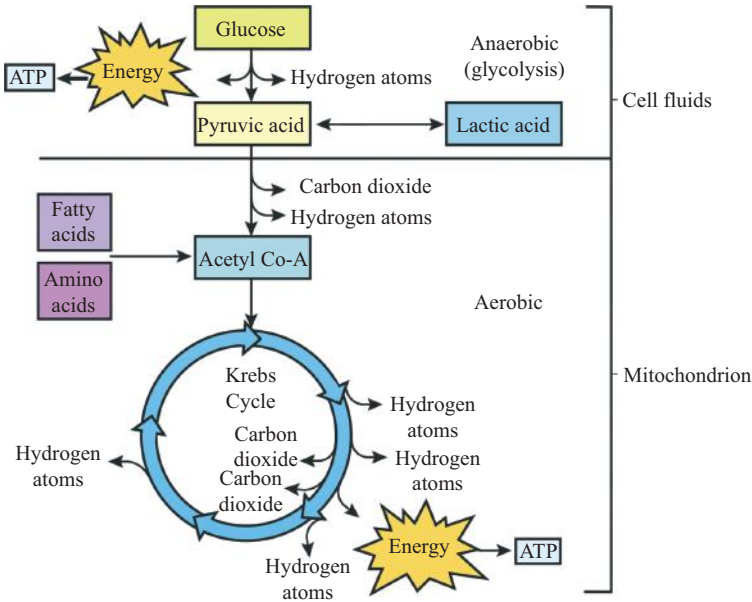 Glucose
Anaerobic
(glycolysis)
Energy
ATP
Hydrogen atoms
Cell fluids
Pyruvic acid
Lactic acid
Carbon dioxide
Hydrogen atoms
Fatty
acids
Acetyl Co-A
Amino
acids
Aerobic
Krebs
Cycle
Mitochondrion
Hydrogen
atoms
Carbon
dioxide
Hydrogen
atoms
Hydrogen
atoms
Carbon
dioxide
Energy
ATP
Hydrogen
atoms